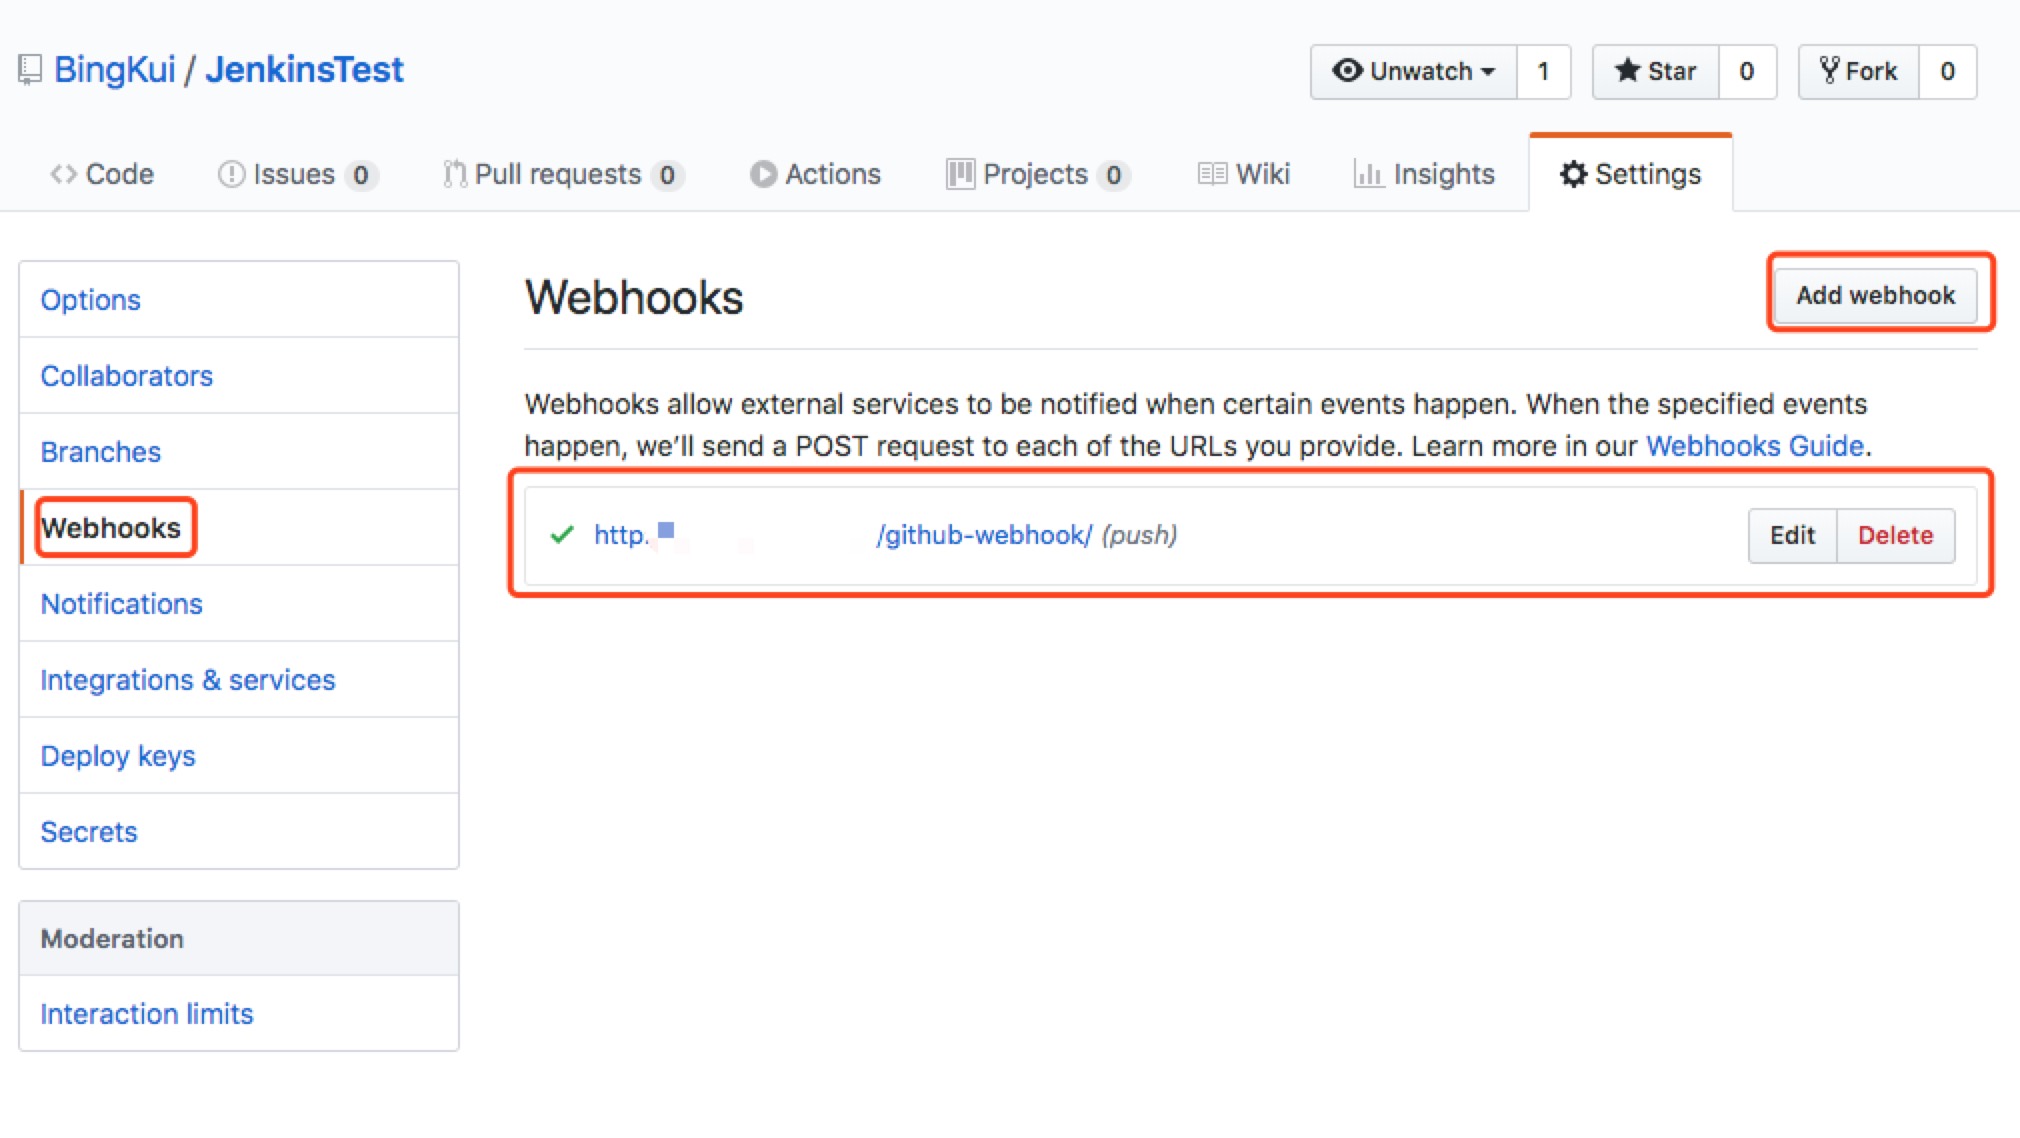 BingKui / JenkinsTest
Unwatch 1 Star 0 Fork 0
Code Issues 0 Pull requests 0 Actions Projects 0 Wiki Insights Settings
Options
Collaborators
Branches
Webhooks
Notifications
Integrations & services
Deploy keys
Secrets
Moderation
Interaction limits
Webhooks Add webhook
Webhooks allow external services to be notified when certain events happen. When the specified events
happen, we'll send a POST request to each of the URLs you provide. Learn more in our Webhooks Guide.
http. /github-webhook/ (push) Edit Delete